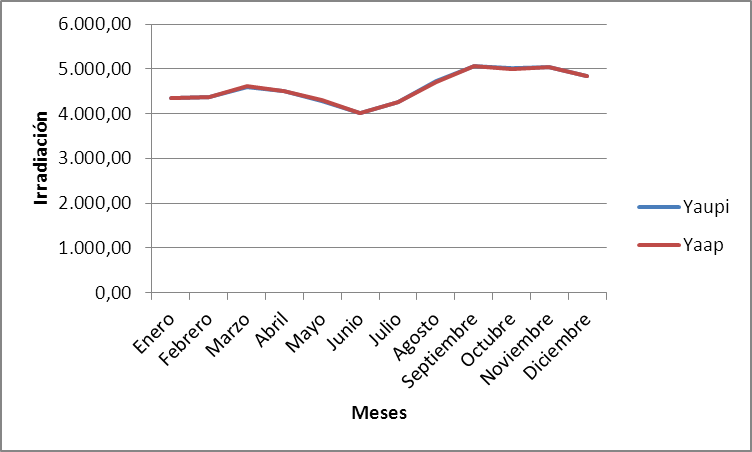 6.000,00
5.000,00
4.000,00
3.000,00
2.000,00
1.000,00
0,00
Irradiación
Enero
Febrero
Marzo
Abril
Mayo
Junio
Julio
Agosto
Septiembre
Octubre
Noviembre
Diciembre
Meses
Yaupi
Yaap